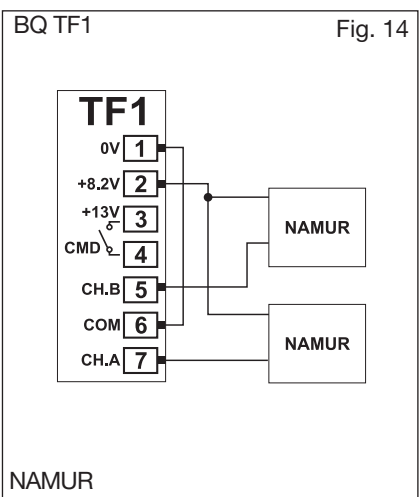 BQ TF1 Fig. 14
TF1
0V 1
+8.2V 2
+13V 3
CMD 4
CH.B 5
COM 6
CH.A 7
NAMUR
NAMUR
NAMUR